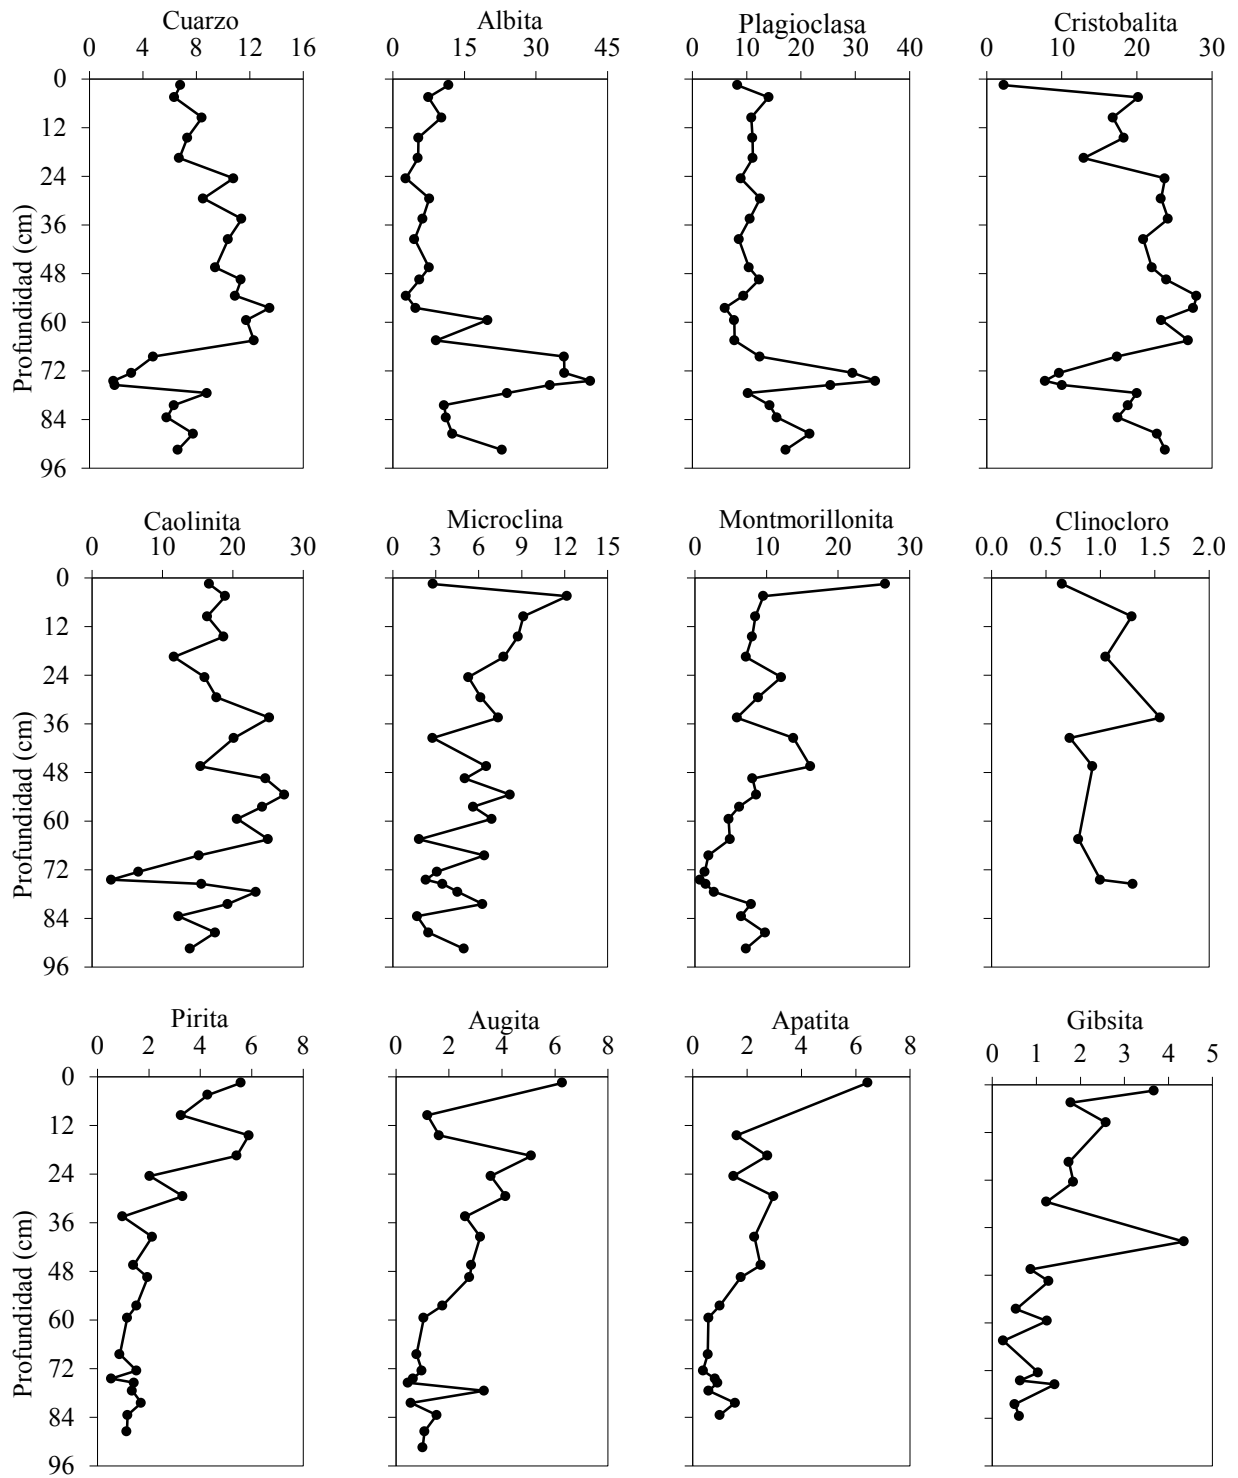 Cuarzo
Albita
Plagioclasa
Cristobalita
0 4 8 12 16
0 15 30 45
0 10 20 30 40
0 10 20 30
0
12
24
36
48
60
72
84
96
Profundidad (cm)
Caolinita
Microclina
Montmorillonita
Clinocloro
0 10 20 30
0 3 6 9 12 15
0 10 20 30
0.0 0.5 1.0 1.5 2.0
0
12
24
36
48
60
72
84
96
Profundidad (cm)
Pirita
Augita
Apatita
Gibsita
0 2 4 6 8
0 2 4 6 8
0 2 4 6 8
0 1 2 3 4 5
0
12
24
36
48
60
72
84
96
Profundidad (cm)